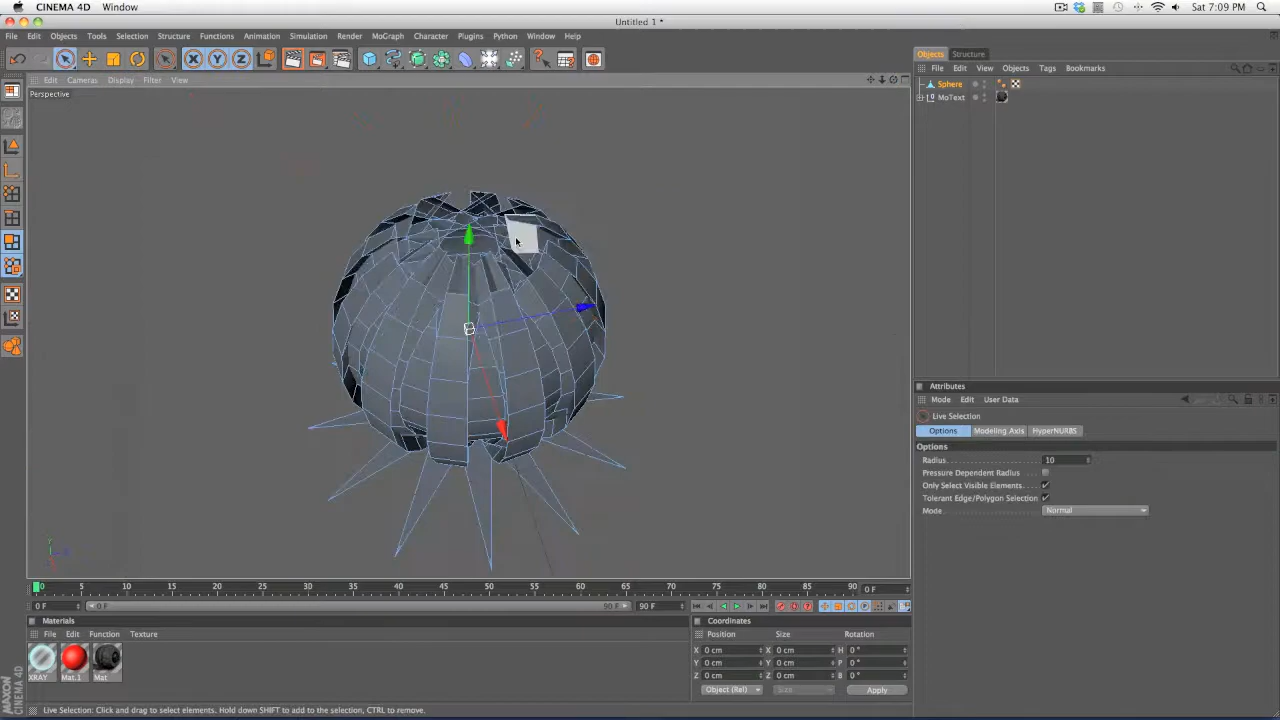 CINEMA 4D Window
Sat 7:09 PM
Untitled 1 *
File Edit Objects Tools Selection Structure Functions Animation Simulation Render MoGraph Character Plugins Python Window Help
Edit Cameras Display Filter View
Perspective
Objects Structure
File Edit View Objects Tags Bookmarks
Sphere
MoText
Attributes
Mode Edit User Data
Live Selection
Options Modeling Axis HyperNURBS
Options
Radius 10
Pressure Dependent Radius
Only Select Visible Elements
Tolerant Edge/Polygon Selection
Mode Normal
0 5 10 15 20 25 30 35 40 45 50 55 60 65 70 75 80 85 90 0 F
0 F 0 F 90 F 90 F
Materials
File Edit Function Texture
XRAY Mat.1 Mat
Coordinates
Position Size Rotation
X 0 cm X 0 cm H 0 °
Y 0 cm Y 0 cm P 0 °
Z 0 cm Z 0 cm B 0 °
Object (Rel) Size Apply
MAXON CINEMA 4D
Live Selection: Click and drag to select elements. Hold down SHIFT to add to the selection, CTRL to remove.